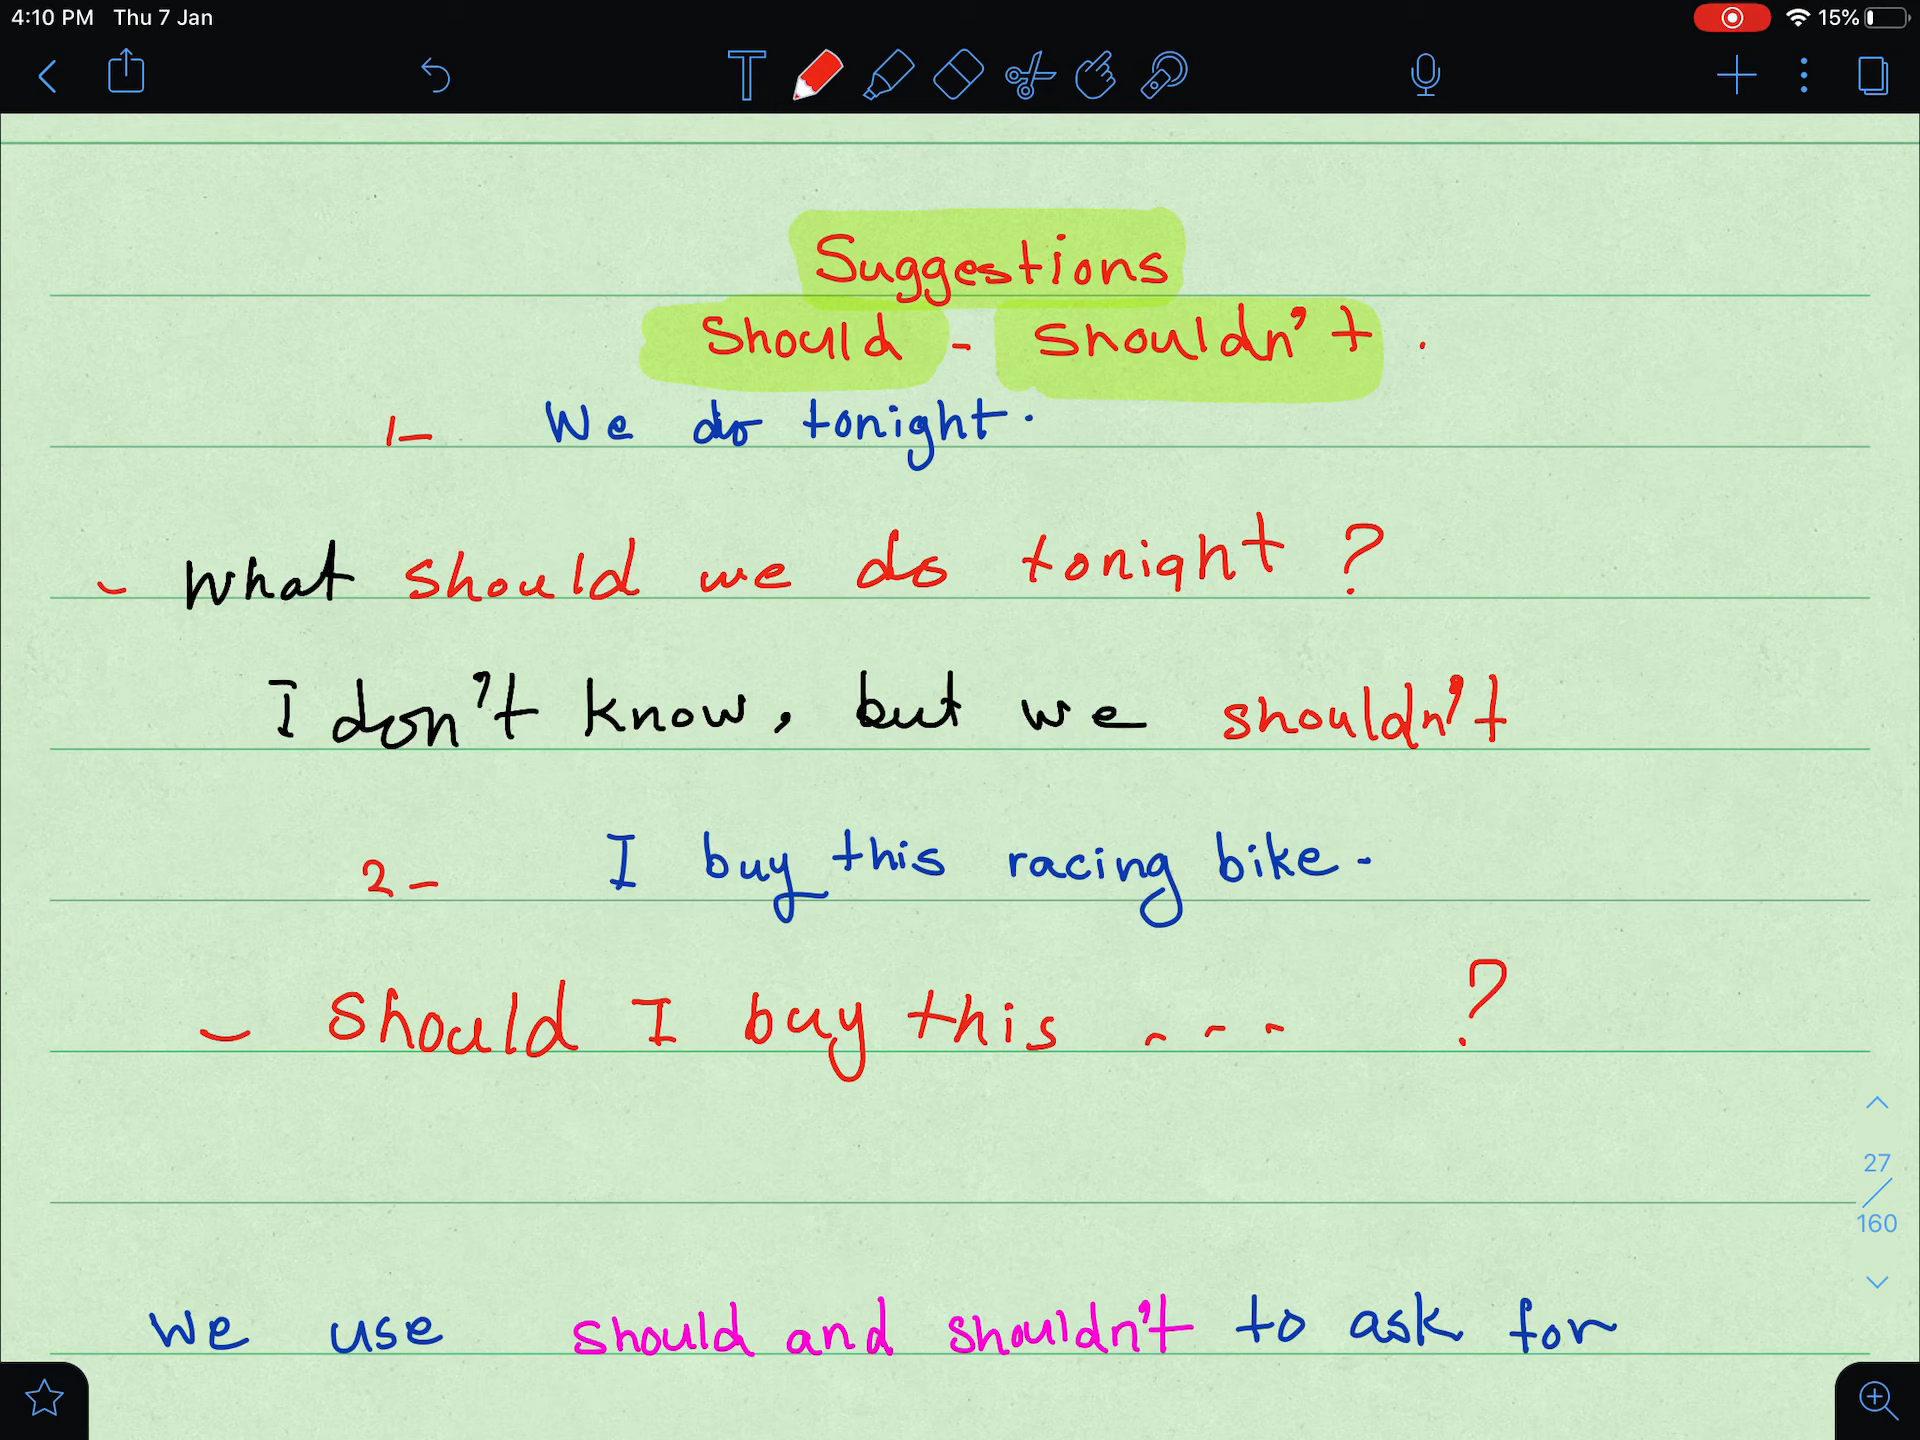 4:10 PM Thu 7 Jan
15%
T
Suggestions
Should - Shouldn't .
1- We do tonight.
- What should we do tonight ?
I don't know, but we shouldn't
2- I buy this racing bike.
- Should I buy this - - - ?
27
/
160
We use should and shouldn't to ask for